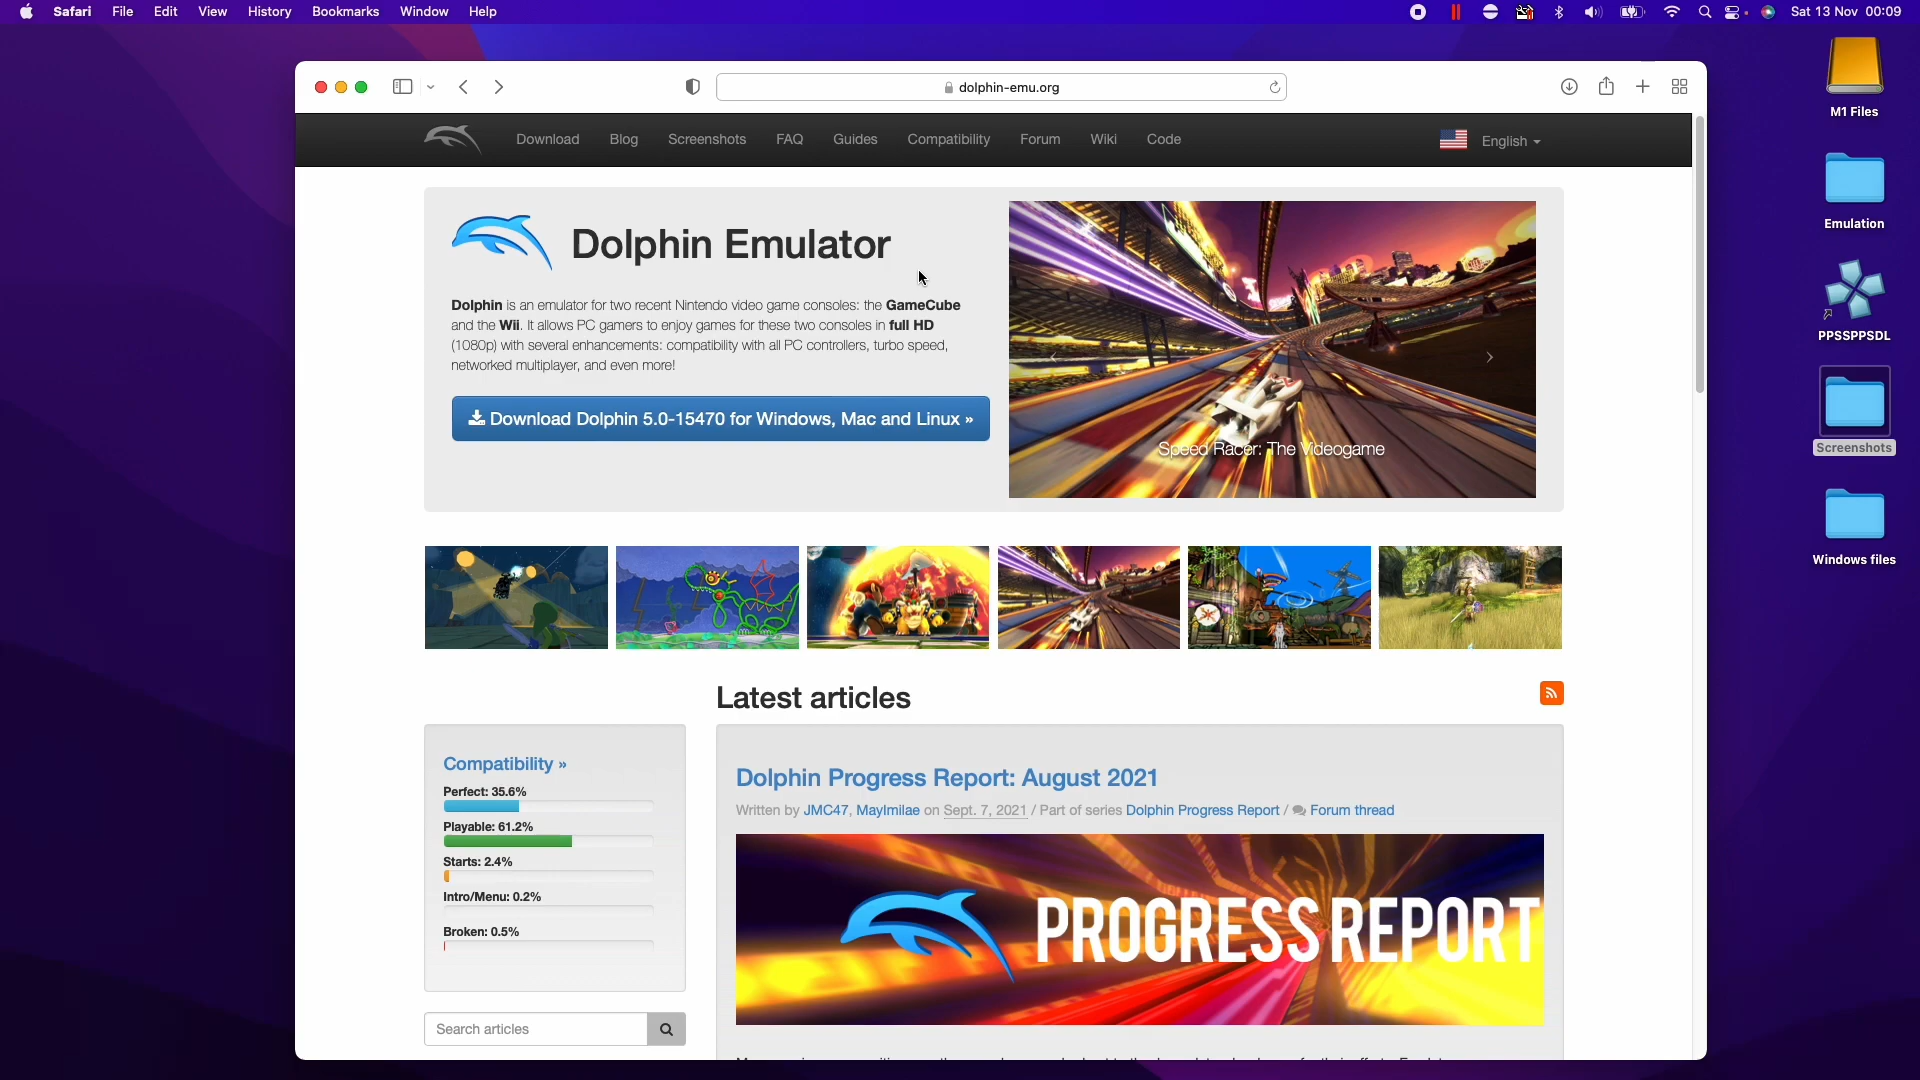 Safari File Edit View History Bookmarks Window Help Sat 13 Nov 00:09
dolphin-emu.org
Download Blog Screenshots FAQ Guides Compatibility Forum Wiki Code English
Dolphin Emulator
Dolphin is an emulator for two recent Nintendo video game consoles: the GameCube
and the Wii. It allows PC gamers to enjoy games for these two consoles in full HD
(1080p) with several enhancements: compatibility with all PC controllers, turbo speed,
networked multiplayer, and even more!
Download Dolphin 5.0-15470 for Windows, Mac and Linux »
Speed Racer: The Videogame
Latest articles
Compatibility »
Perfect: 35.6%
Playable: 61.2%
Starts: 2.4%
Intro/Menu: 0.2%
Broken: 0.5%
Search articles
Dolphin Progress Report: August 2021
Written by JMC47, MayImilae on Sept. 7, 2021 / Part of series Dolphin Progress Report / Forum thread
PROGRESS REPORT
M1 Files
Emulation
PPSSPPSDL
Screenshots
Windows files